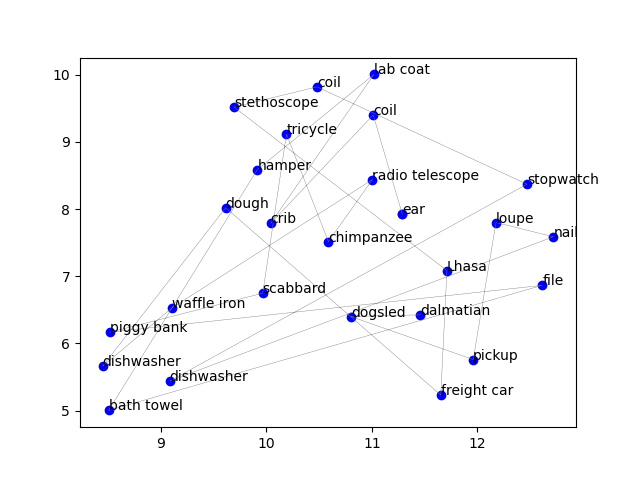 10
9
8
7
6
5
9
10
11
12
lab coat
coil
stethoscope
coil
tricycle
hamper
radio telescope
stopwatch
dough
ear
crib
loupe
chimpanzee
nail
Lhasa
file
scabbard
waffle iron
dogsled
dalmatian
piggy bank
pickup
dishwasher
dishwasher
freight car
bath towel